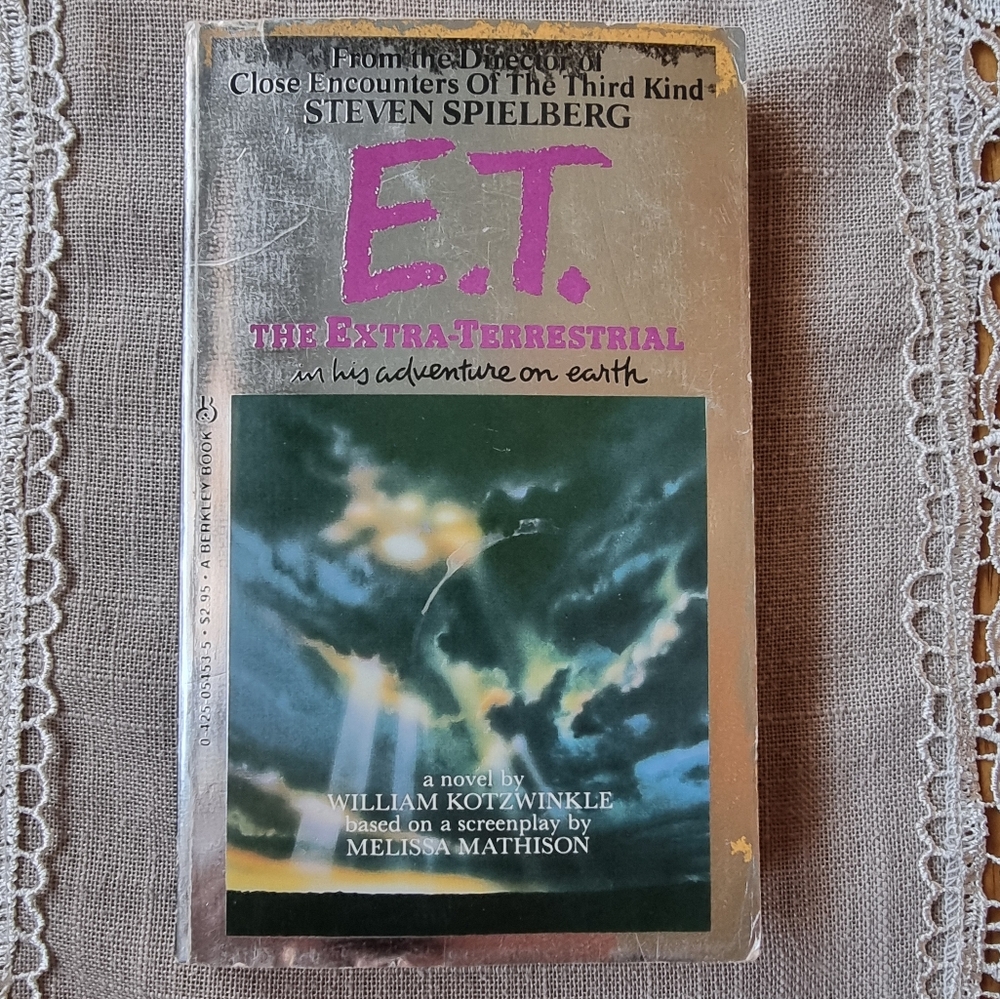 From the Director of
Close Encounters Of The Third Kind
STEVEN SPIELBERG
E.T.
THE EXTRA-TERRESTRIAL
in his adventure on earth
0-425-05453-5 • $2.95 • A BERKLEY BOOK
a novel by
WILLIAM KOTZWINKLE
based on a screenplay by
MELISSA MATHISON